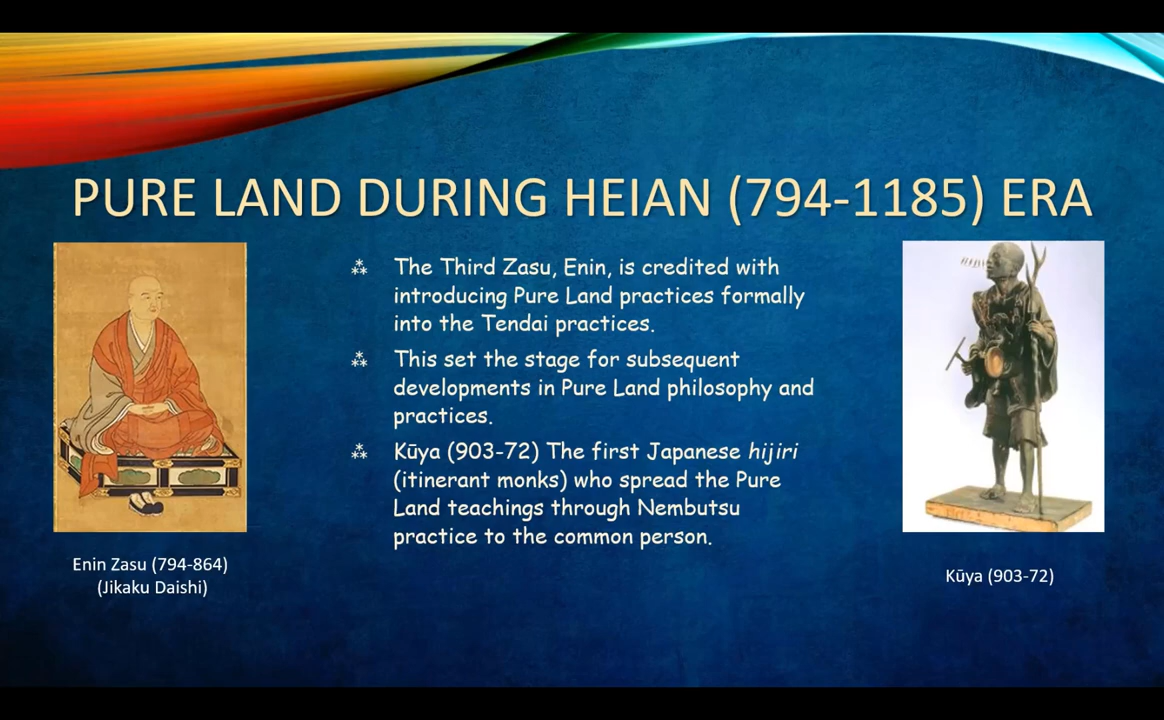 PURE LAND DURING HEIAN (794-1185) ERA
⁂ The Third Zasu, Enin, is credited with
introducing Pure Land practices formally
into the Tendai practices.
⁂ This set the stage for subsequent
developments in Pure Land philosophy and
practices.
⁂ Kūya (903-72) The first Japanese hijiri
(itinerant monks) who spread the Pure
Land teachings through Nembutsu
practice to the common person.
Enin Zasu (794-864)
(Jikaku Daishi)
Kūya (903-72)